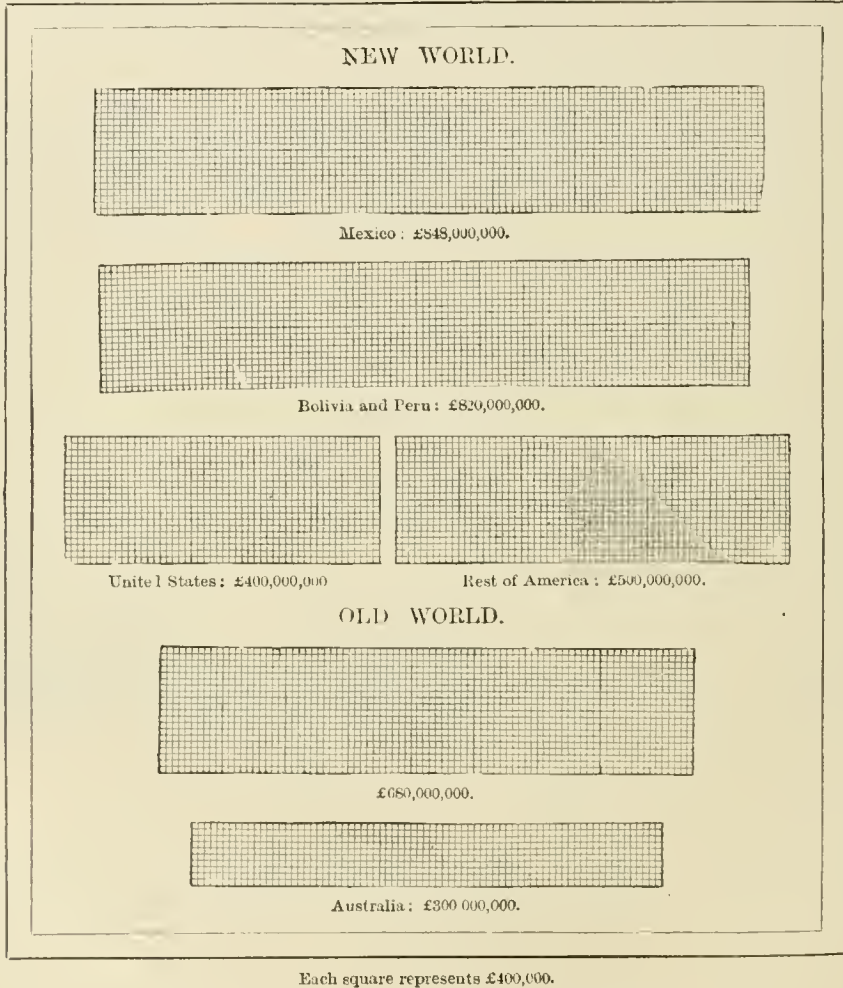 NEW WORLD.
Mexico: £848,000,000.
Bolivia and Peru: £820,000,000.
Unite l States: £400,000,000
Rest of America: £500,000,000.
OLD WORLD.
£680,000,000.
Australia: £300 000,000.
Each square represents £400,000.